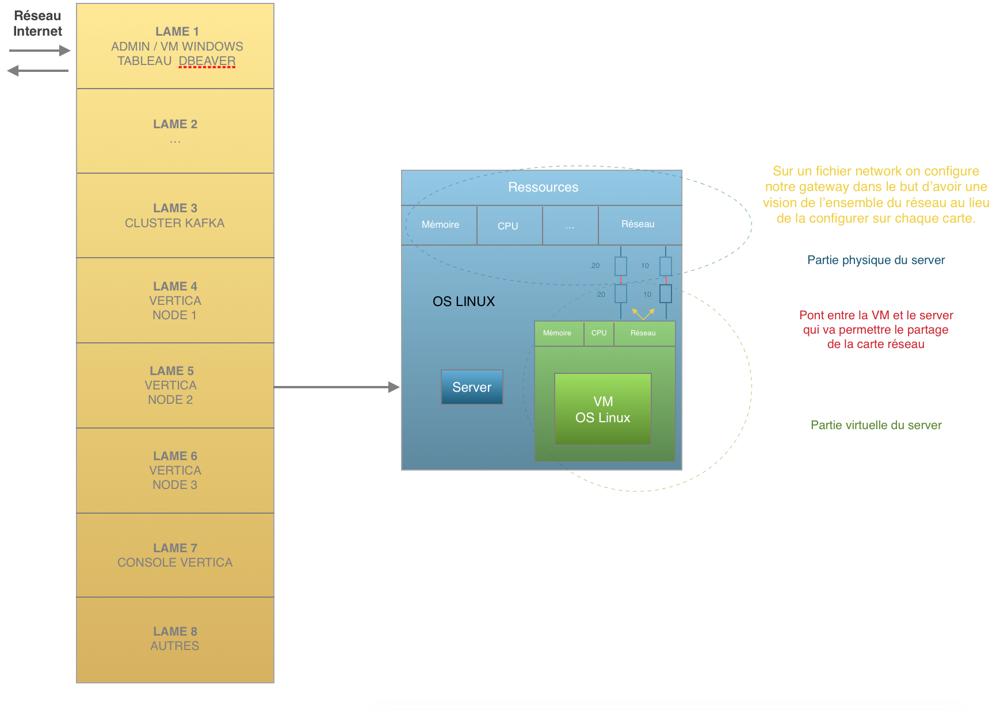 Réseau
Internet
LAME 1
ADMIN / VM WINDOWS
TABLEAU  DBEAVER
LAME 2
…
LAME 3
CLUSTER KAFKA
LAME 4
VERTICA
NODE 1
LAME 5
VERTICA
NODE 2
LAME 6
VERTICA
NODE 3
LAME 7
CONSOLE VERTICA
LAME 8
AUTRES
Ressources
Mémoire
CPU
…
Réseau
.20
10
20
10
OS LINUX
Mémoire
CPU
Réseau
Server
VM
OS Linux
Sur un fichier network on configure
notre gateway dans le but d’avoir une
vision de l’ensemble du réseau au lieu
de la configurer sur chaque carte.
Partie physique du server
Pont entre la VM et le server
qui va permettre le partage
de la carte réseau
Partie virtuelle du server